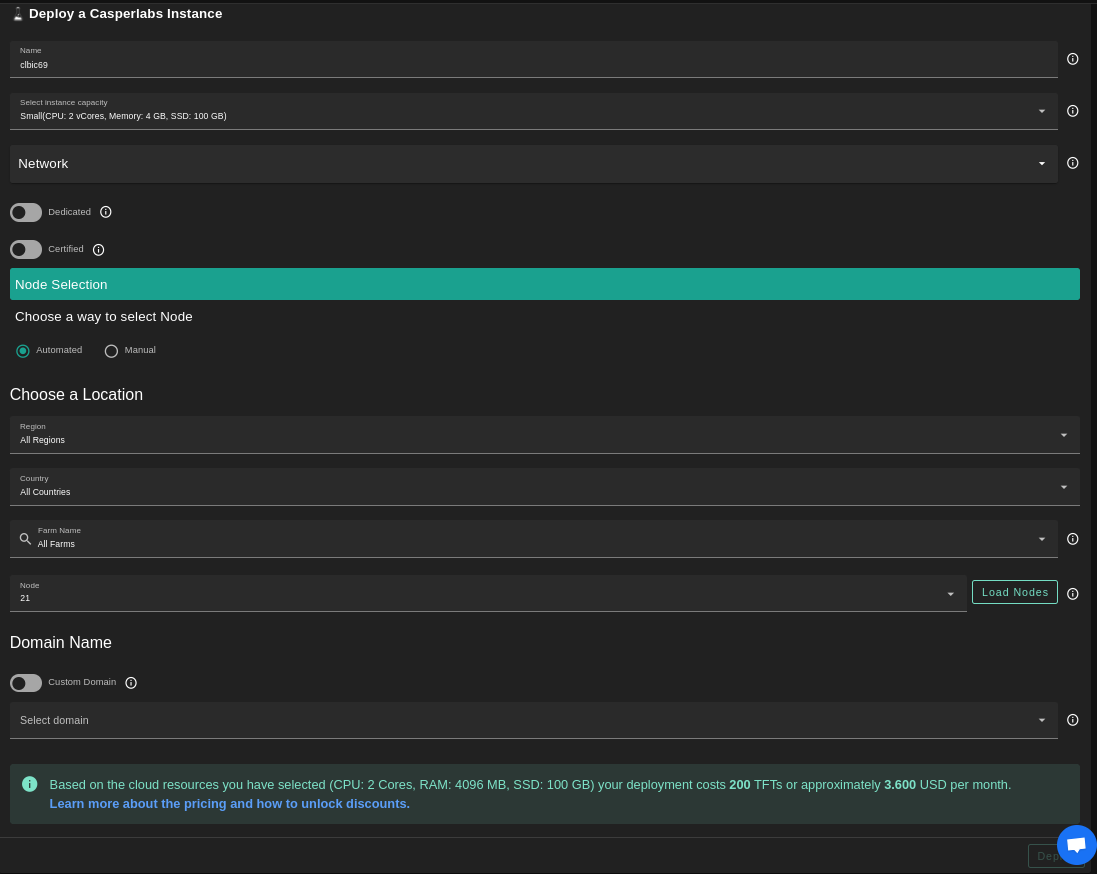 Deploy a Casperlabs Instance
Name
clbic69
Select instance capacity
Small(CPU: 2 vCores, Memory: 4 GB, SSD: 100 GB)
Network
Dedicated
Certified
Node Selection
Choose a way to select Node
Automated Manual
Choose a Location
Region
All Regions
Country
All Countries
Farm Name
All Farms
Node
21
Load Nodes
Domain Name
Custom Domain
Select domain
Based on the cloud resources you have selected (CPU: 2 Cores, RAM: 4096 MB, SSD: 100 GB) your deployment costs 200 TFTs or approximately 3.600 USD per month.
Learn more about the pricing and how to unlock discounts.